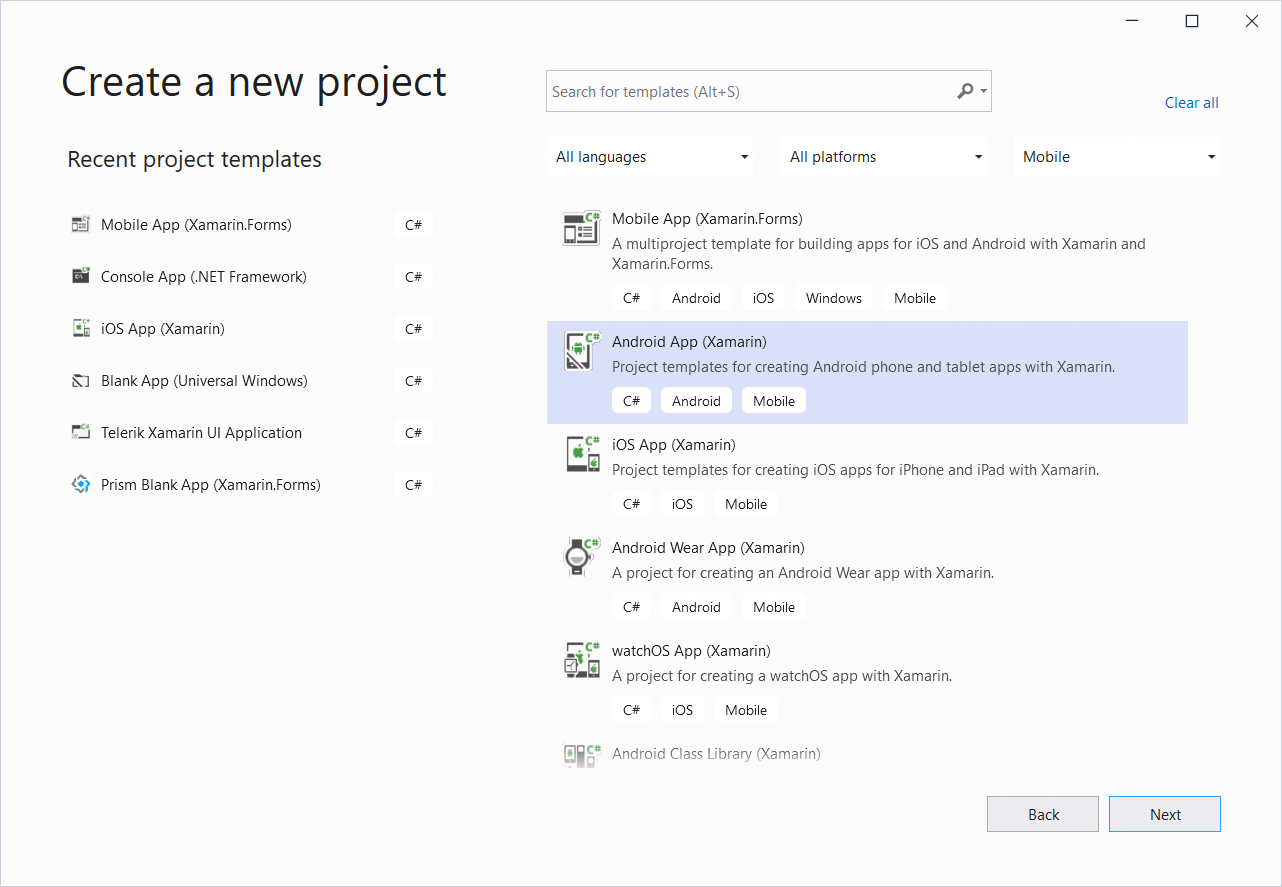 Create a new project
Search for templates (Alt+S)
Clear all
Recent project templates
All languages
All platforms
Mobile
Mobile App (Xamarin.Forms)
C#
Console App (.NET Framework)
C#
iOS App (Xamarin)
C#
Blank App (Universal Windows)
C#
Telerik Xamarin UI Application
C#
Prism Blank App (Xamarin.Forms)
C#
Mobile App (Xamarin.Forms)
A multiproject template for building apps for iOS and Android with Xamarin and
Xamarin.Forms.
C# Android iOS Windows Mobile
Android App (Xamarin)
Project templates for creating Android phone and tablet apps with Xamarin.
C# Android Mobile
iOS App (Xamarin)
Project templates for creating iOS apps for iPhone and iPad with Xamarin.
C# iOS Mobile
Android Wear App (Xamarin)
A project for creating an Android Wear app with Xamarin.
C# Android Mobile
watchOS App (Xamarin)
A project for creating a watchOS app with Xamarin.
C# iOS Mobile
Android Class Library (Xamarin)
Back
Next